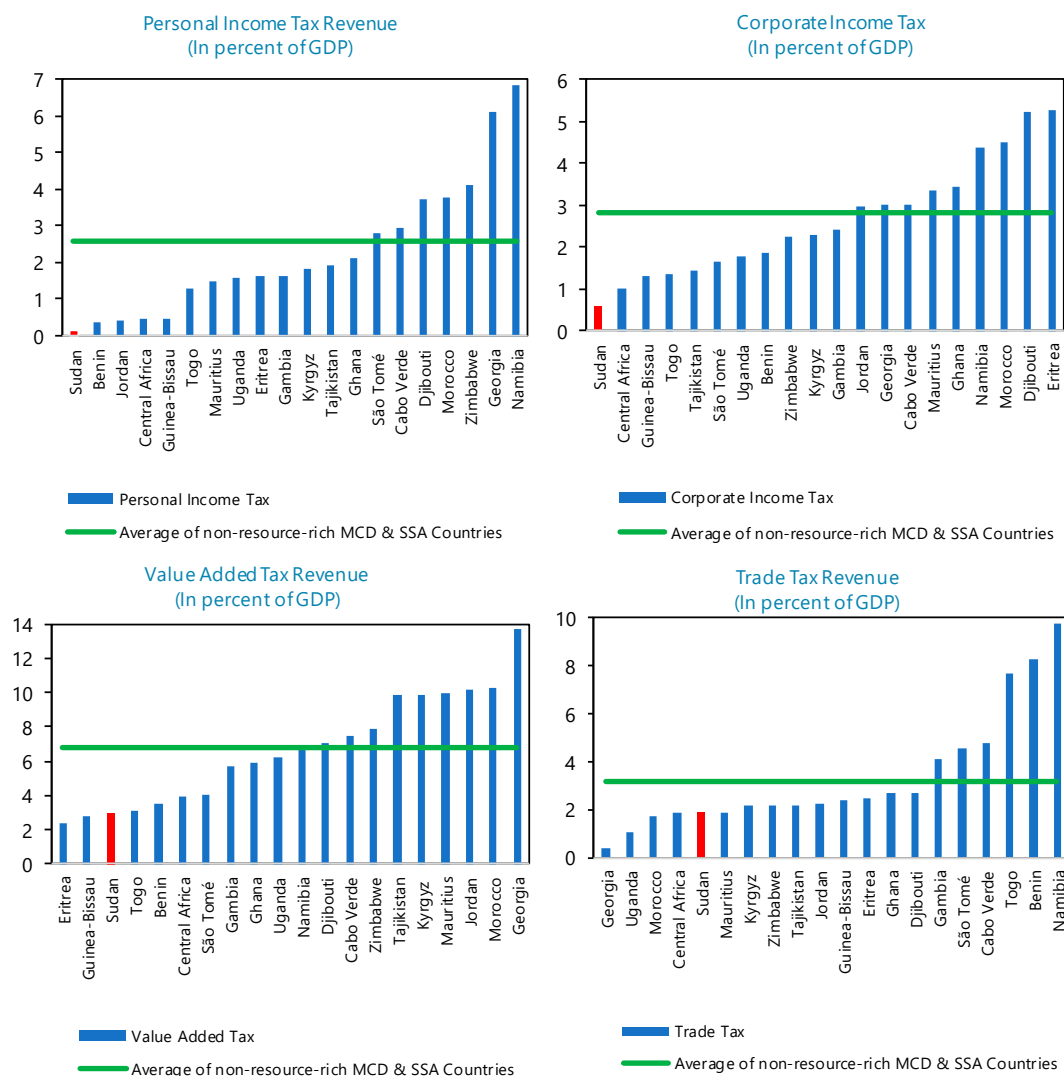 Personal Income Tax Revenue
(In percent of GDP)
7
6
5
4
3
2
1
0
Sudan
Benin
Jordan
Central Africa
Guinea-Bissau
Togo
Mauritius
Uganda
Eritrea
Gambia
Kyrgyz
Tajikistan
Ghana
São Tomé
Cabo Verde
Djibouti
Morocco
Zimbabwe
Georgia
Namibia
Personal Income Tax
Average of non-resource-rich MCD & SSA Countries
Corporate Income Tax
(In percent of GDP)
6
5
4
3
2
1
0
Sudan
Central Africa
Guinea-Bissau
Togo
Tajikistan
São Tomé
Uganda
Benin
Zimbabwe
Kyrgyz
Gambia
Jordan
Georgia
Cabo Verde
Mauritius
Ghana
Namibia
Morocco
Djibouti
Eritrea
Corporate Income Tax
Average of non-resource-rich MCD & SSA Countries
Value Added Tax Revenue
(In percent of GDP)
14
12
10
8
6
4
2
0
Eritrea
Guinea-Bissau
Sudan
Togo
Benin
Central Africa
São Tomé
Gambia
Ghana
Uganda
Namibia
Djibouti
Cabo Verde
Zimbabwe
Tajikistan
Kyrgyz
Mauritius
Jordan
Morocco
Georgia
Value Added Tax
Average of non-resource-rich MCD & SSA Countries
Trade Tax Revenue
(In percent of GDP)
10
8
6
4
2
0
Georgia
Uganda
Morocco
Central Africa
Sudan
Mauritius
Kyrgyz
Zimbabwe
Tajikistan
Jordan
Guinea-Bissau
Eritrea
Ghana
Djibouti
Gambia
São Tomé
Cabo Verde
Togo
Benin
Namibia
Trade Tax
Average of non-resource-rich MCD & SSA Countries